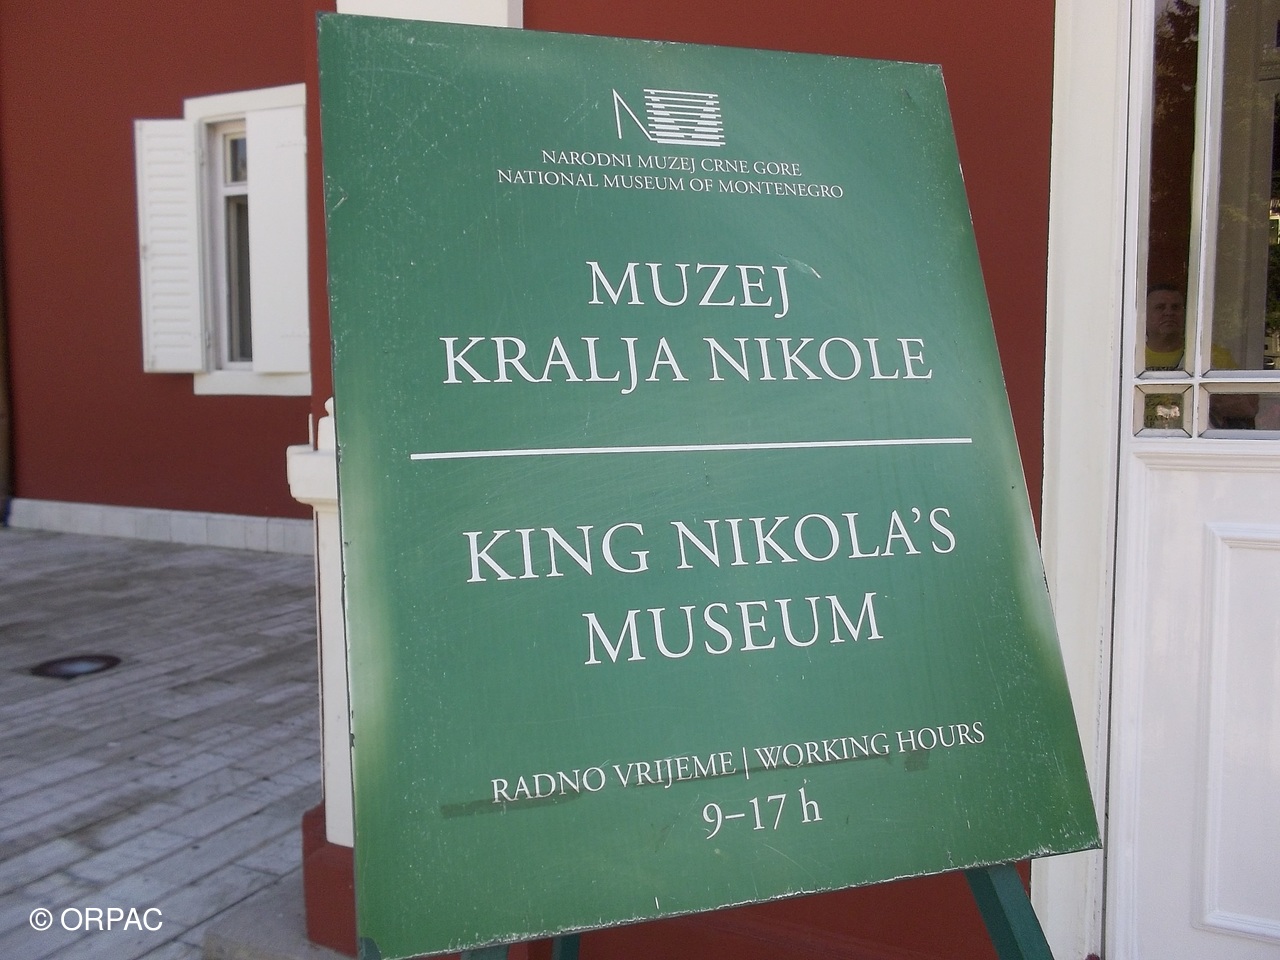 NARODNI MUZEJ CRNE GORE
NATIONAL MUSEUM OF MONTENEGRO
MUZEJ
KRALJA NIKOLE
KING NIKOLA'S
MUSEUM
RADNO VRIJEME | WORKING HOURS
9–17 h
© ORPAC